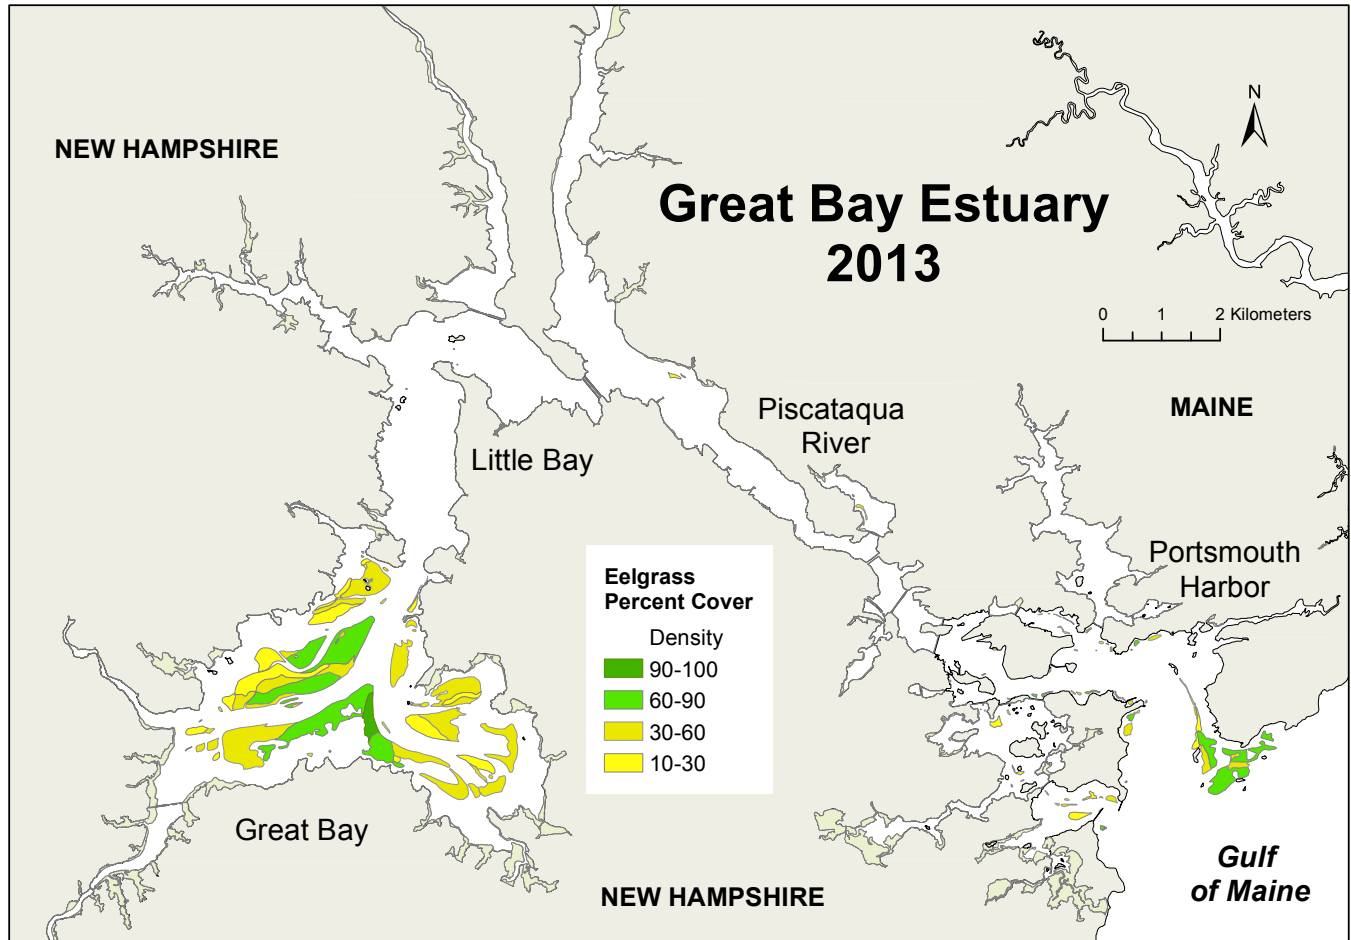 NEW HAMPSHIRE
Great Bay Estuary
2013
N
0 1 2 Kilometers
MAINE
Piscataqua
River
Little Bay
Portsmouth
Harbor
Eelgrass
Percent Cover
Density
90-100
60-90
30-60
10-30
Great Bay
NEW HAMPSHIRE
Gulf
of Maine